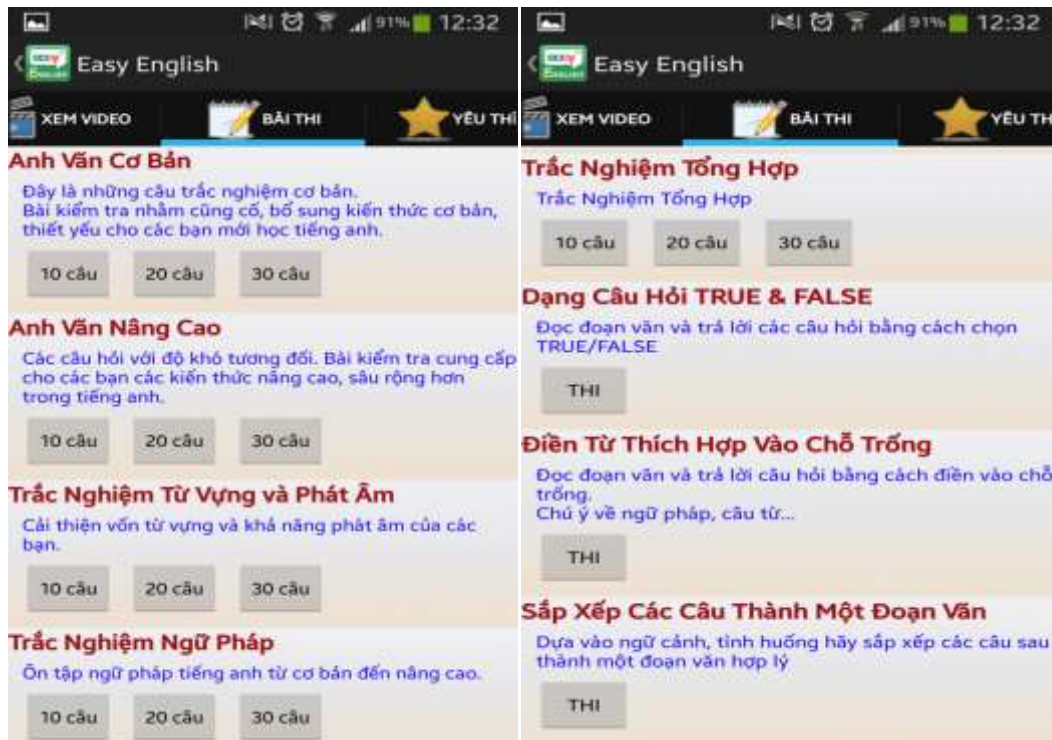 91% 12:32
Easy English
XEM VIDEO BÀI THI YÊU THÍ
Anh Văn Cơ Bản
Đây là những câu trắc nghiệm cơ bản.
Bài kiểm tra nhằm cũng cố, bổ sung kiến thức cơ bản,
thiết yếu cho các bạn mới học tiếng anh.
10 câu 20 câu 30 câu
Anh Văn Nâng Cao
Các câu hỏi với độ khó tương đối. Bài kiểm tra cung cấp
cho các bạn các kiến thức nâng cao, sâu rộng hơn
trong tiếng anh.
10 câu 20 câu 30 câu
Trắc Nghiệm Từ Vựng và Phát Âm
Cải thiện vốn từ vựng và khả năng phát âm của các
bạn.
10 câu 20 câu 30 câu
Trắc Nghiệm Ngữ Pháp
Ôn tập ngữ pháp tiếng anh từ cơ bản đến nâng cao.
10 câu 20 câu 30 câu
91% 12:32
Easy English
XEM VIDEO BÀI THI YÊU TH
Trắc Nghiệm Tổng Hợp
Trắc Nghiệm Tổng Hợp
10 câu 20 câu 30 câu
Dạng Câu Hỏi TRUE & FALSE
Đọc đoạn văn và trả lời các câu hỏi bằng cách chọn
TRUE/FALSE
THI
Điền Từ Thích Hợp Vào Chỗ Trống
Đọc đoạn văn và trả lời câu hỏi bằng cách điền vào chỗ
trống.
Chú ý về ngữ pháp, câu từ...
THI
Sắp Xếp Các Câu Thành Một Đoạn Văn
Dựa vào ngữ cảnh, tình huống hãy sắp xếp các câu sau
thành một đoạn văn hợp lý
THI